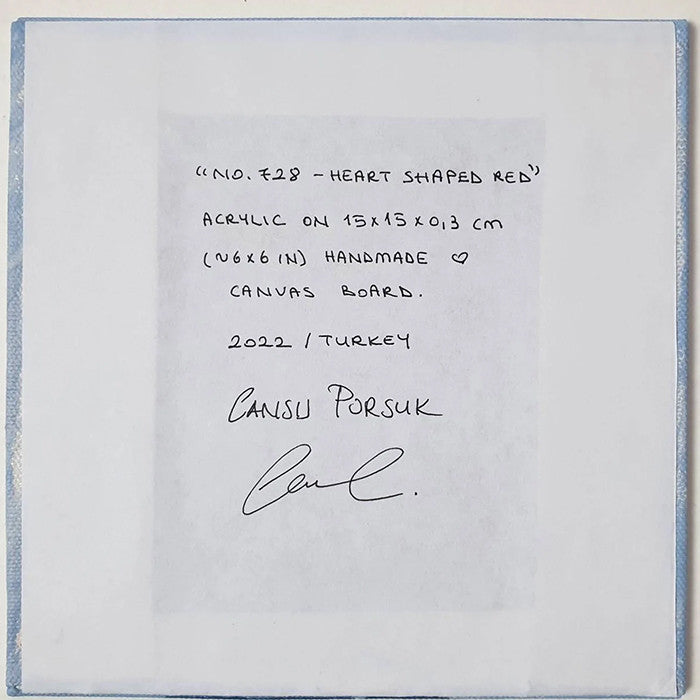 "NO. 728 - HEART SHAPED RED"
ACRYLIC ON 15x15x0,3 cm
(~6x6 IN) HANDMADE ♡
CANVAS BOARD.
2022 / TURKEY
CANSU PORSUK